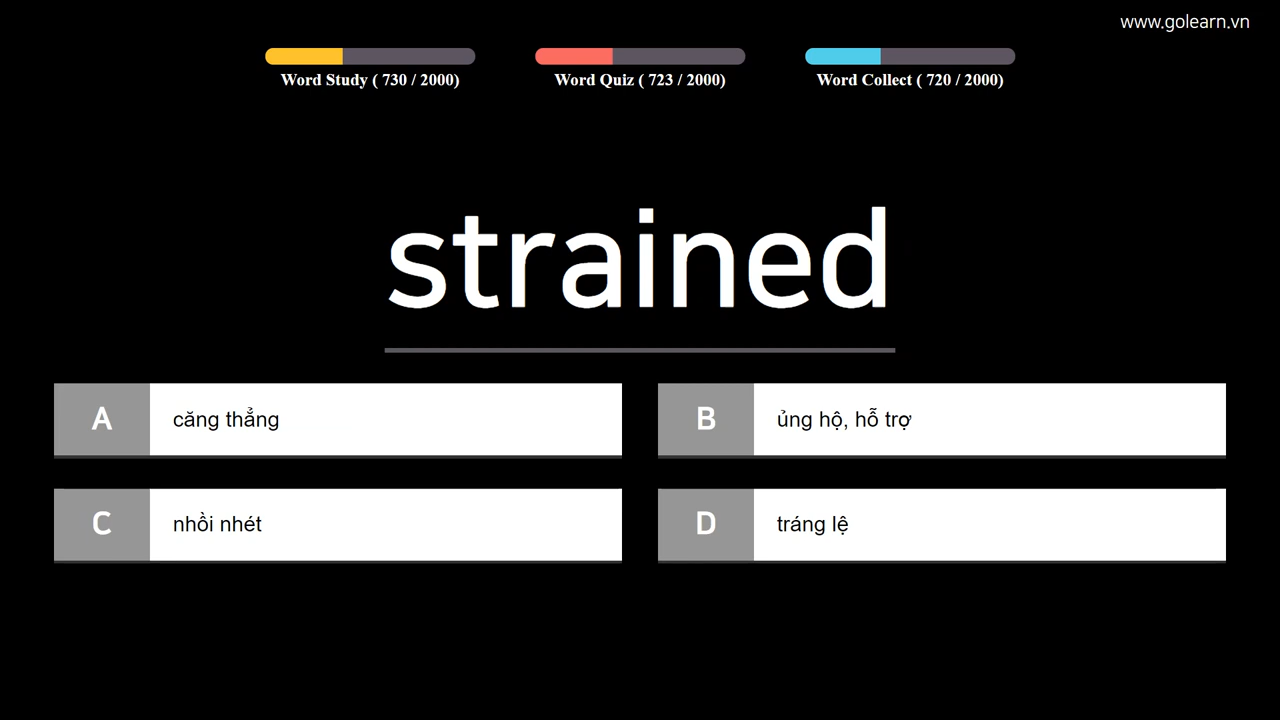 www.golearn.vn
Word Study ( 730 / 2000)
Word Quiz ( 723 / 2000)
Word Collect ( 720 / 2000)
strained
A căng thẳng
B ủng hộ, hỗ trợ
C nhồi nhét
D tráng lệ